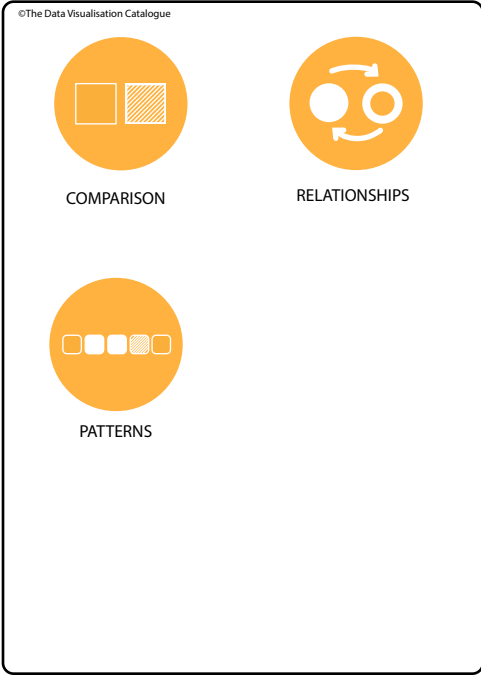 ©The Data Visualisation Catalogue
COMPARISON
RELATIONSHIPS
PATTERNS